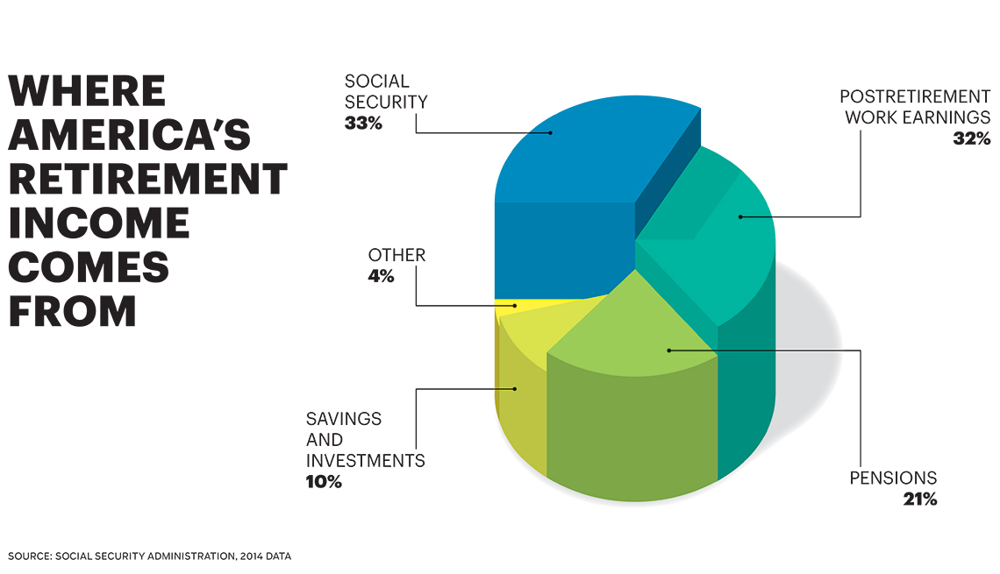 WHERE
AMERICA’S
RETIREMENT
INCOME
COMES
FROM
SOCIAL
SECURITY
33%
POSTRETIREMENT
WORK EARNINGS
32%
OTHER
4%
SAVINGS
AND
INVESTMENTS
10%
PENSIONS
21%
SOURCE: SOCIAL SECURITY ADMINISTRATION, 2014 DATA